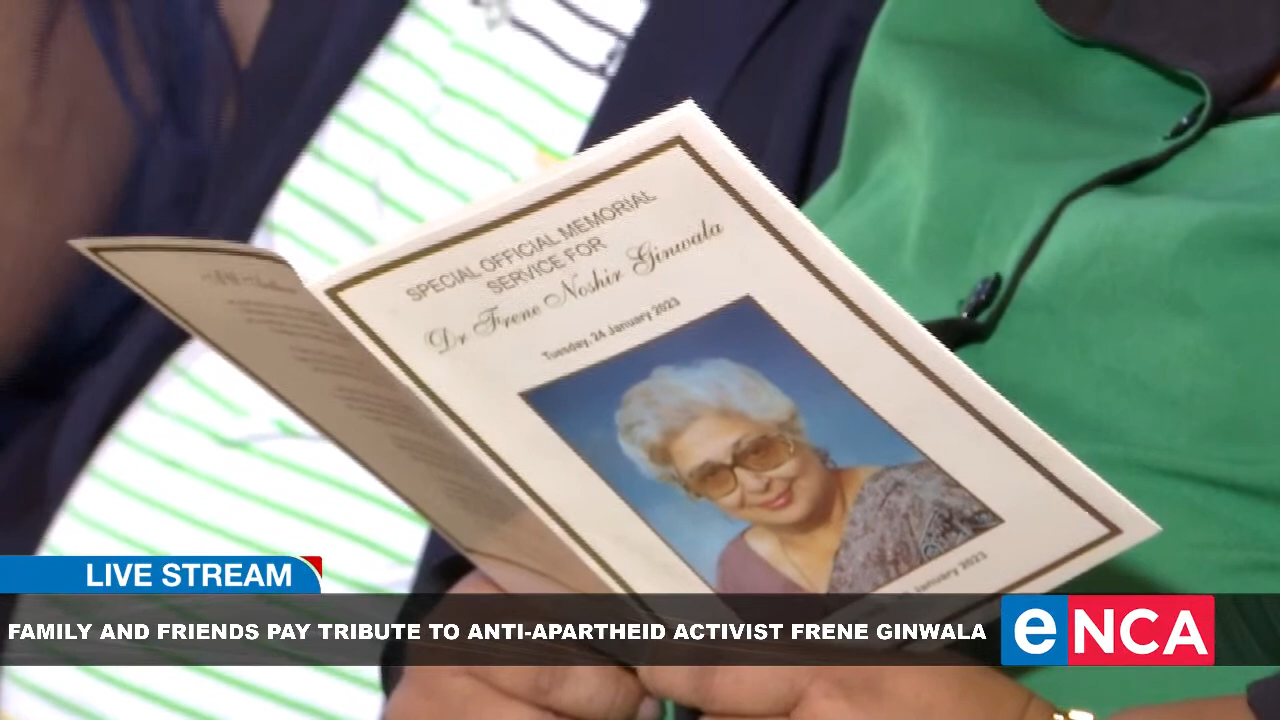 SPECIAL OFFICIAL MEMORIAL
SERVICE FOR
Dr Frene Noshir Ginwala
Tuesday, 24 January 2023
January 2023
LIVE STREAM
FAMILY AND FRIENDS PAY TRIBUTE TO ANTI-APARTHEID ACTIVIST FRENE GINWALA
eNCA